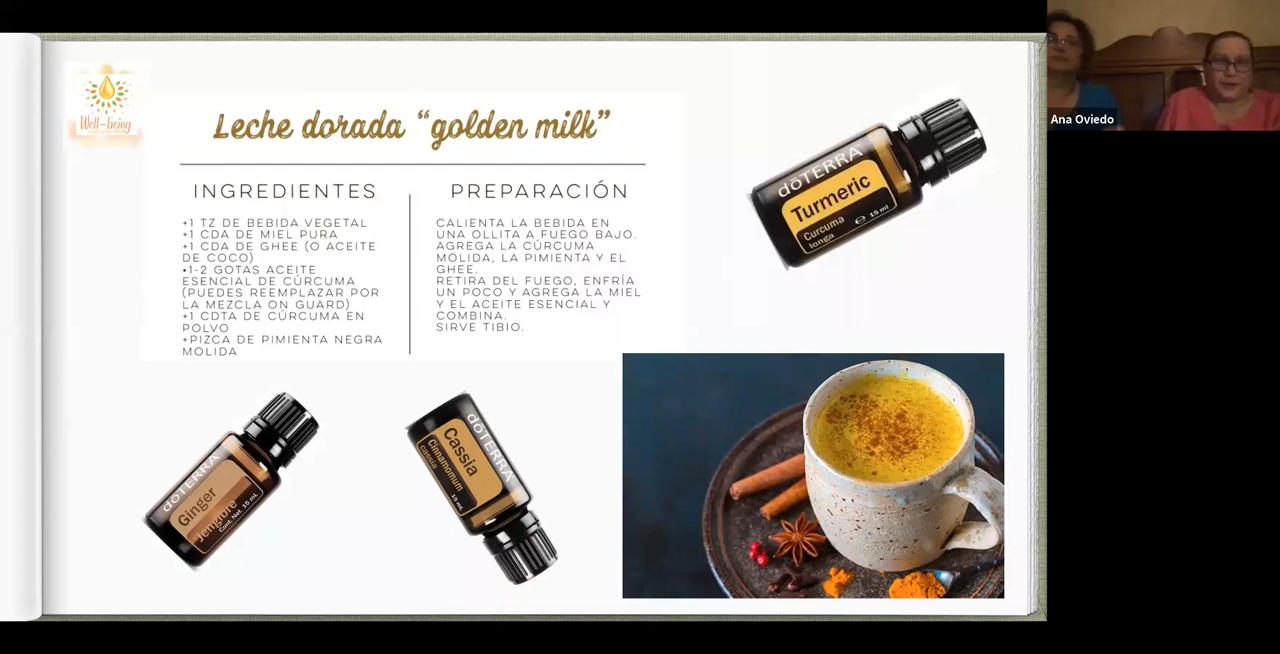 Well-being
Leche dorada “golden milk”
INGREDIENTES
+1 TZ DE BEBIDA VEGETAL
+1 CDA DE MIEL PURA
+1 CDA DE GHEE (O ACEITE
DE COCO)
•1-2 GOTAS ACEITE
ESENCIAL DE CÚRCUMA
(PUEDES REEMPLAZAR POR
LA MEZCLA ON GUARD)
+1 CDTA DE CÚRCUMA EN
POLVO
+PIZCA DE PIMIENTA NEGRA
MOLIDA
PREPARACIÓN
CALIENTA LA BEBIDA EN
UNA OLLITA A FUEGO BAJO.
AGREGA LA CÚRCUMA
MOLIDA, LA PIMIENTA Y EL
GHEE.
RETIRA DEL FUEGO, ENFRÍA
UN POCO Y AGREGA LA MIEL
Y EL ACEITE ESENCIAL Y
COMBINA.
SIRVE TIBIO.
dōTERRA
Turmeric
Curcuma
longa
℮ 15 mL
dōTERRA
Ginger
Jengibre
Cont. Net. 15 mL
dōTERRA
Cassia
Cinnamomum
cassia
15 mL
Ana Oviedo